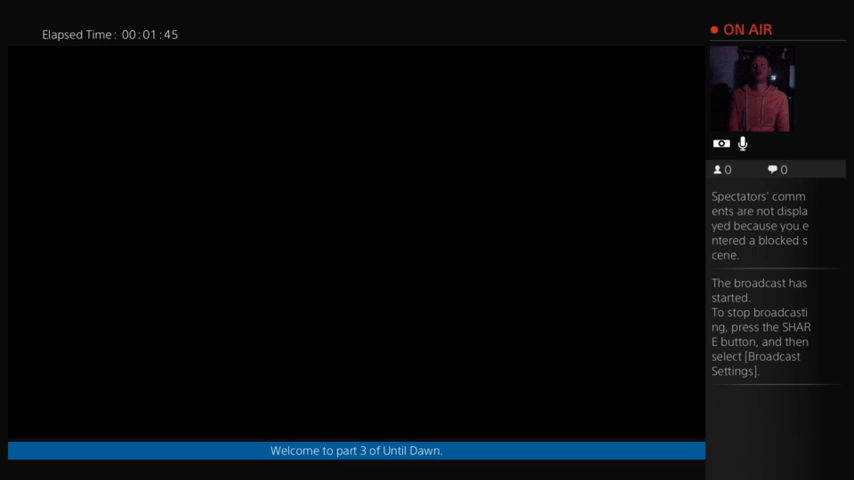 Elapsed Time: 00:01:45
ON AIR
0 0
Spectators' comm
ents are not displa
yed because you e
ntered a blocked s
cene.
The broadcast has
started.
To stop broadcasti
ng, press the SHAR
E button, and then
select [Broadcast
Settings].
Welcome to part 3 of Until Dawn.